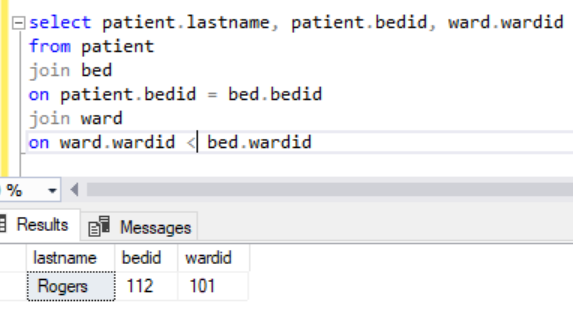 select patient.lastname, patient.bedid, ward.wardid
from patient
join bed
on patient.bedid = bed.bedid
join ward
on ward.wardid < bed.wardid
%
Results Messages
lastname bedid wardid
Rogers 112 101